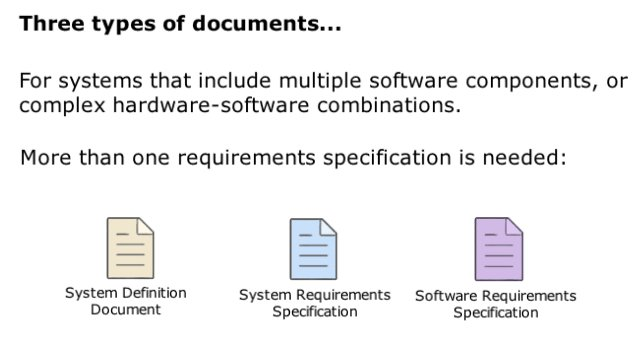 Three types of documents...
For systems that include multiple software components, or
complex hardware-software combinations.
More than one requirements specification is needed:
System Definition
Document
System Requirements
Specification
Software Requirements
Specification